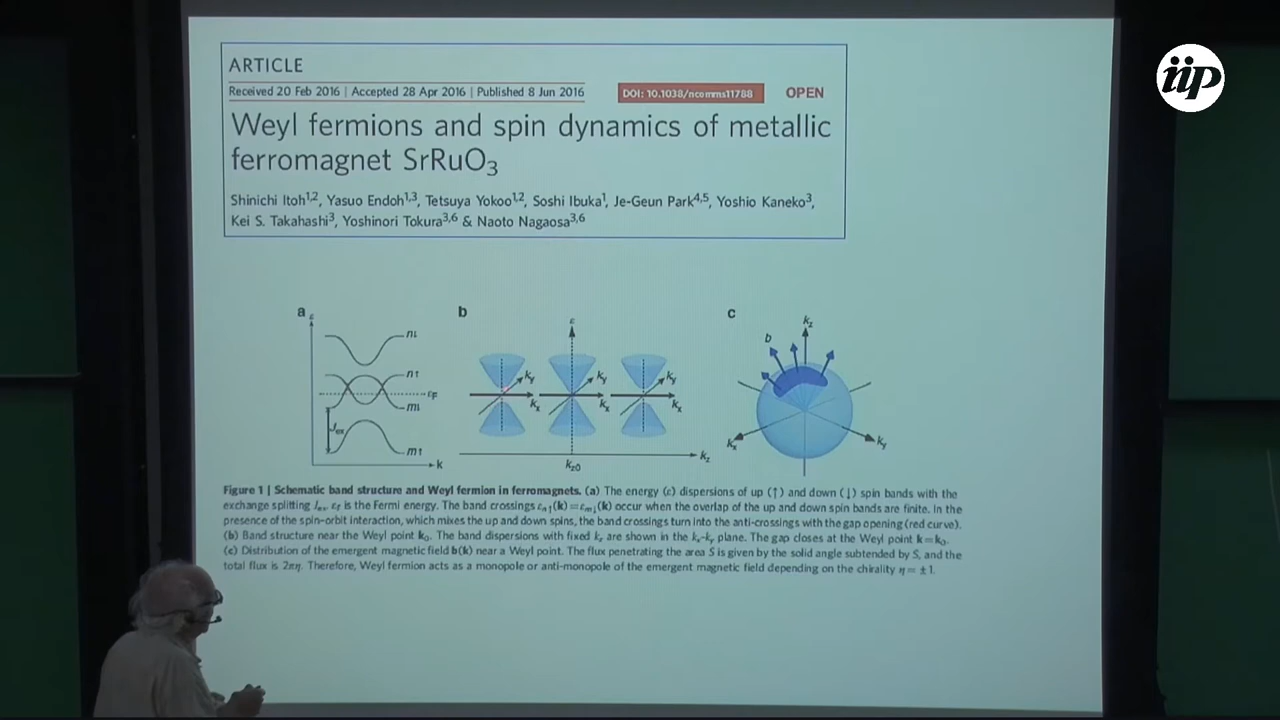 iip
ARTICLE
Received 20 Feb 2016 | Accepted 28 Apr 2016 | Published 8 Jun 2016
DOI: 10.1038/ncomms11788
OPEN
Weyl fermions and spin dynamics of metallic
ferromagnet SrRuO3
Shinichi Itoh1,2, Yasuo Endoh1,3, Tetsuya Yokoo1,2, Soshi Ibuka1, Je-Geun Park4,5, Yoshio Kaneko3,
Kei S. Takahashi3, Yoshinori Tokura3,6 & Naoto Nagaosa3,6
a
ε
n↓
n↑
εF
m↓
Jex
m↑
k
b
ε
ky
ky
ky
kx
kx
kx
kz
kz0
c
kz
b
kx
ky
Figure 1 | Schematic band structure and Weyl fermion in ferromagnets. (a) The energy (ε) dispersions of up (↑) and down (↓) spin bands with the
exchange splitting Jex. εF is the Fermi energy. The band crossings εn↑(k)=εm↓(k) occur when the overlap of the up and down spin bands are finite. In the
presence of the spin-orbit interaction, which mixes the up and down spins, the band crossings turn into the anti-crossings with the gap opening (red curve).
(b) Band structure near the Weyl point k0. The band dispersions with fixed kz are shown in the kx-ky plane. The gap closes at the Weyl point k=k0.
(c) Distribution of the emergent magnetic field b(k) near a Weyl point. The flux penetrating the area S is given by the solid angle subtended by S, and the
total flux is 2πη. Therefore, Weyl fermion acts as a monopole or anti-monopole of the emergent magnetic field depending on the chirality η = ±1.